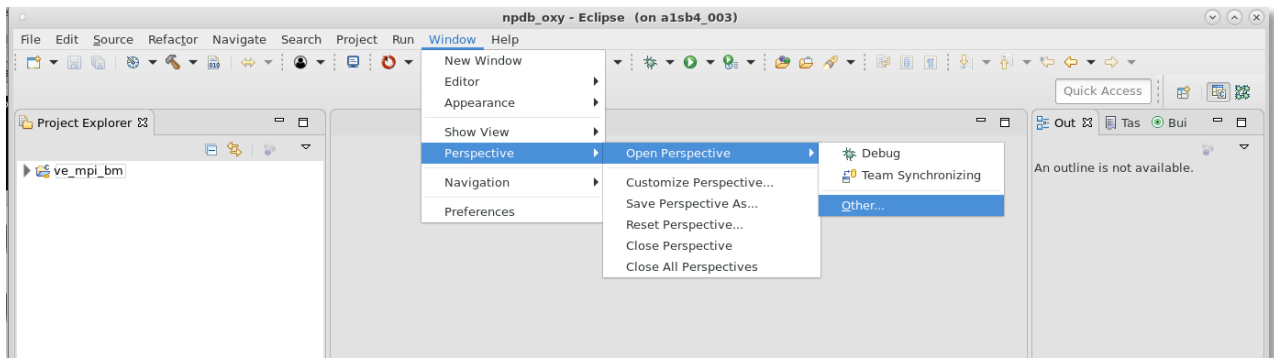 npdb_oxy - Eclipse (on a1sb4_003)
File Edit Source Refactor Navigate Search Project Run Window Help
New Window
Editor
Appearance
Show View
Perspective
Navigation
Preferences
Open Perspective
Customize Perspective...
Save Perspective As...
Reset Perspective...
Close Perspective
Close All Perspectives
Debug
Team Synchronizing
Other...
Quick Access
Project Explorer
ve_mpi_bm
Out Tas Bui
An outline is not available.